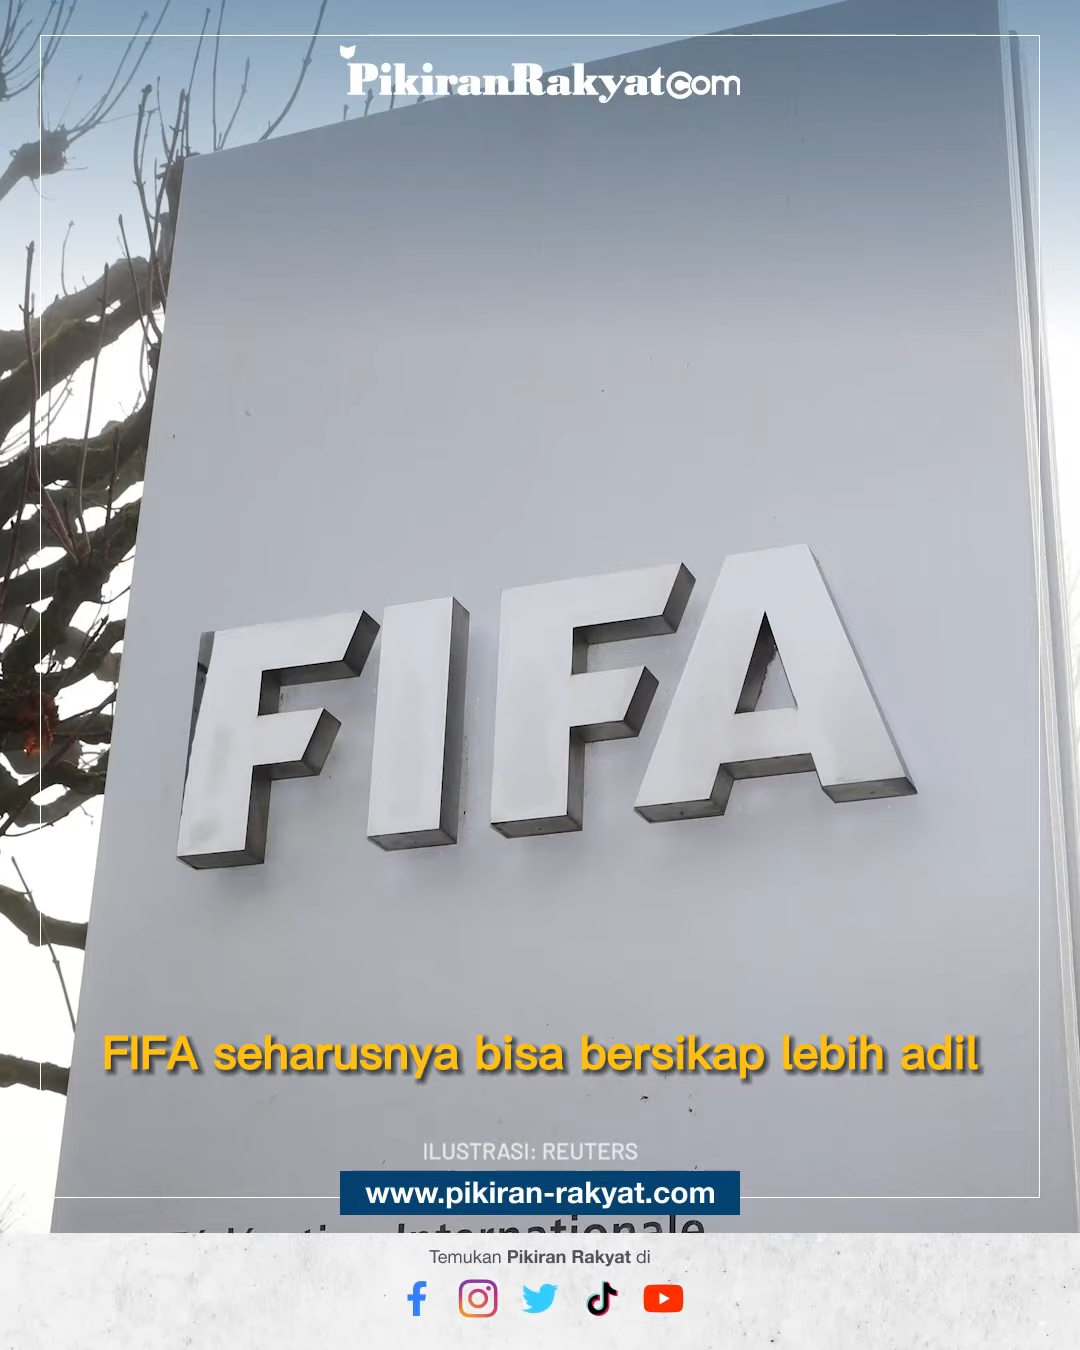 PikiranRakyat.com
FIFA
FIFA seharusnya bisa bersikap lebih adil
ILUSTRASI: REUTERS
www.pikiran-rakyat.com
Internationale
Temukan Pikiran Rakyat di